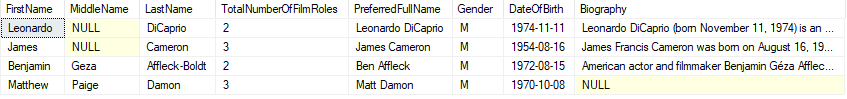 FirstName MiddleName LastName TotalNumberOfFilmRoles PreferredFullName Gender DateOfBirth Biography
Leonardo NULL DiCaprio 2 Leonardo DiCaprio M 1974-11-11 Leonardo DiCaprio (born November 11, 1974) is an ...
James NULL Cameron 3 James Cameron M 1954-08-16 James Francis Cameron was born on August 16, 19...
Benjamin Geza Affleck-Boldt 2 Ben Affleck M 1972-08-15 American actor and filmmaker Benjamin Géza Afflec...
Matthew Paige Damon 3 Matt Damon M 1970-10-08 NULL